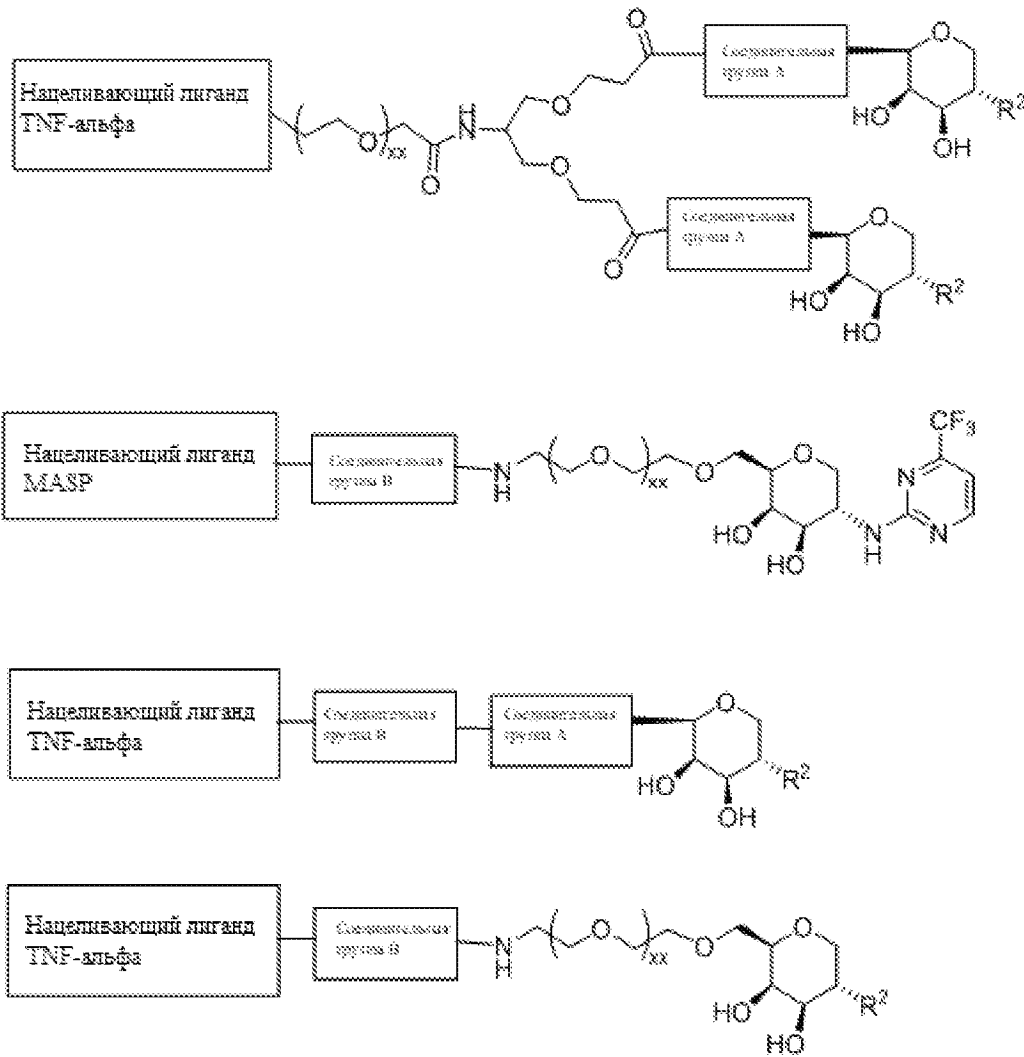 Нацеливающий лиганд
TNF-альфа
O
xx
O
H
N
O
O
O
Соединительная
группа A
O
HO
OH
R²
O
Соединительная
группа A
O
HO
HO
R²
Нацеливающий лиганд
MASP
Соединительная
группа B
N
H
O
xx
O
O
HO
HO
N
H
N
N
CF₃
Нацеливающий лиганд
TNF-альфа
Соединительная
группа B
Соединительная
группа A
O
HO
OH
R²
Нацеливающий лиганд
TNF-альфа
Соединительная
группа B
N
H
O
xx
O
O
HO
HO
R²